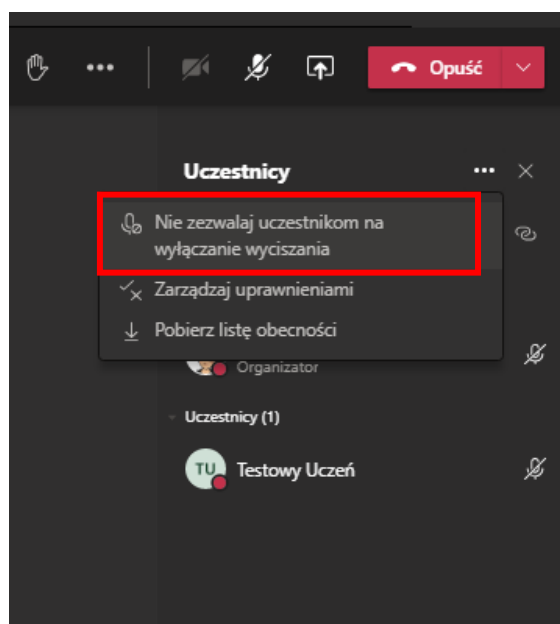 Opuść
Uczestnicy
Nie zezwalaj uczestnikom na
wyłączanie wyciszania
Zarządzaj uprawnieniami
Pobierz listę obecności
Organizator
Uczestnicy (1)
TU Testowy Uczeń